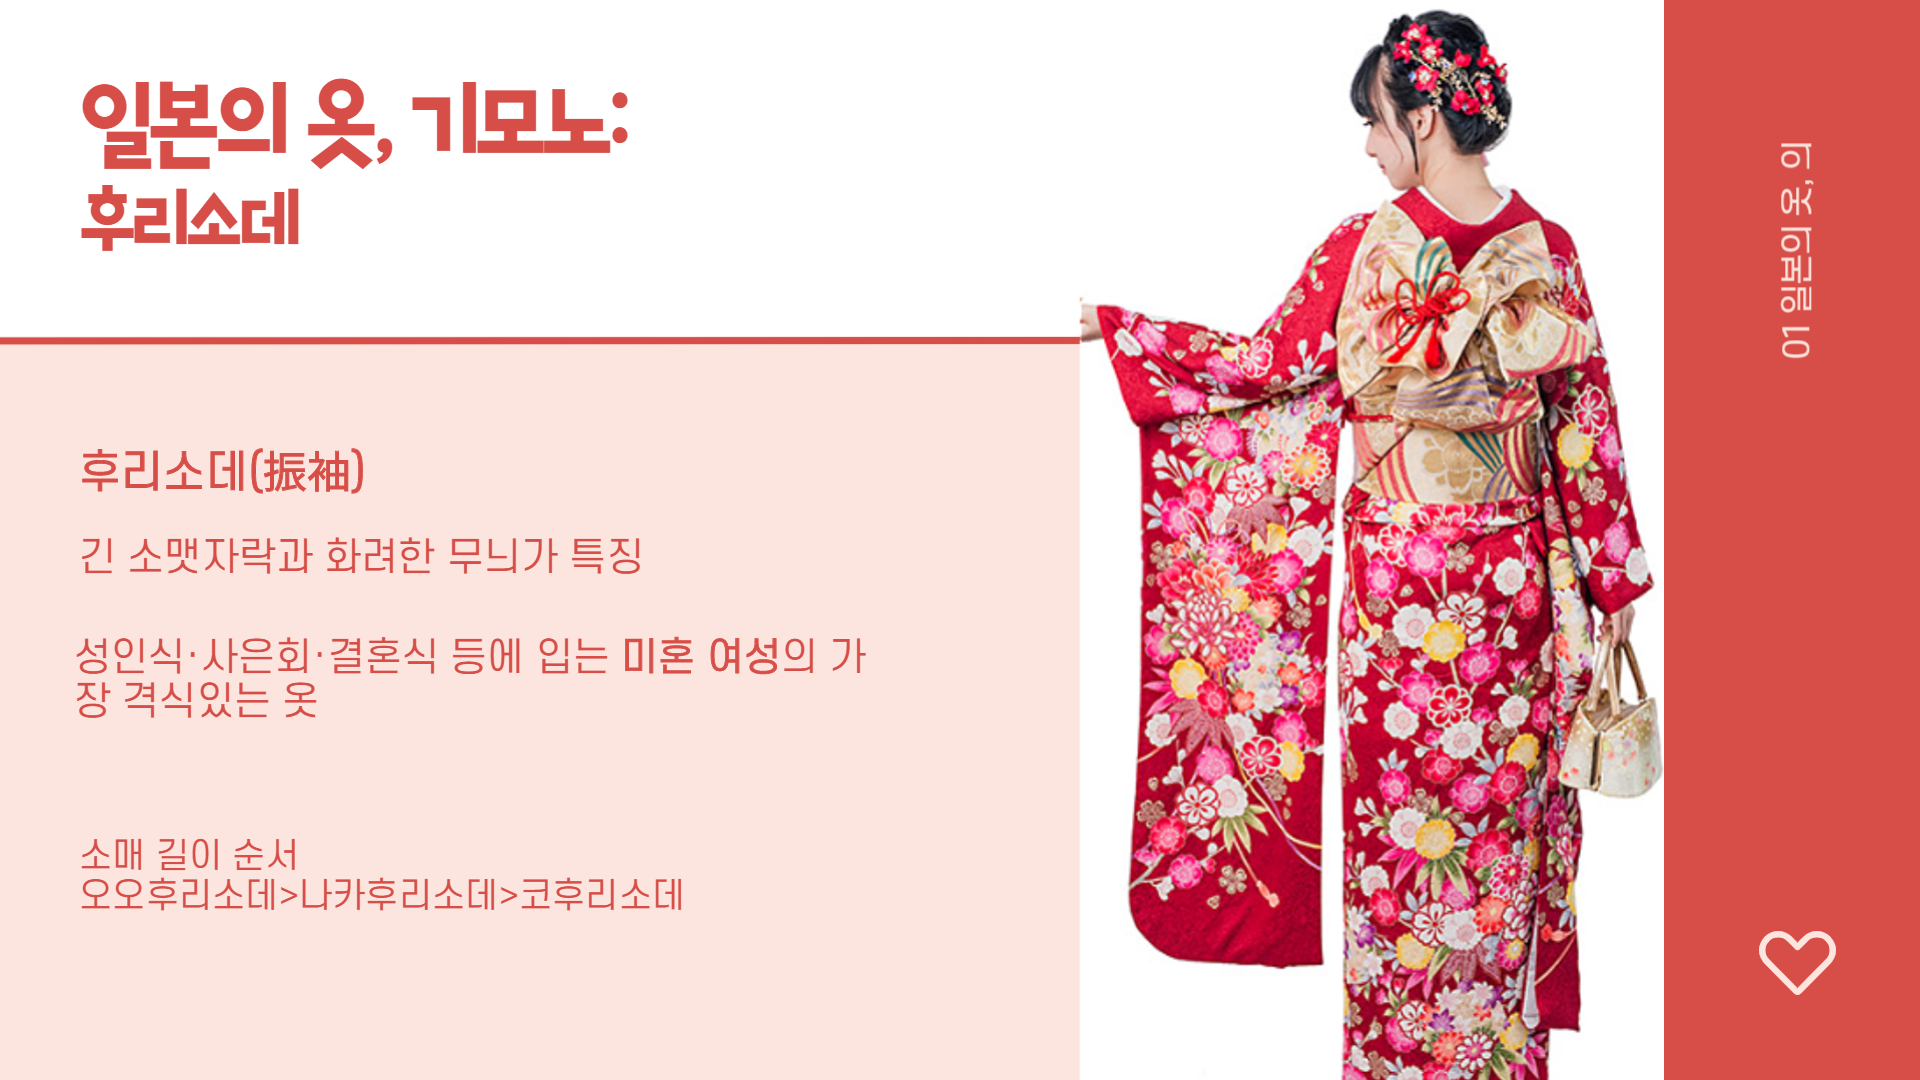 일본의 옷, 기모노:
후리소데
후리소데(振袖)
긴 소맷자락과 화려한 무늬가 특징
성인식·사은회·결혼식 등에 입는 미혼 여성의 가
장 격식있는 옷
소매 길이 순서
오오후리소데>나카후리소데>코후리소데
01 일본의 옷, 의